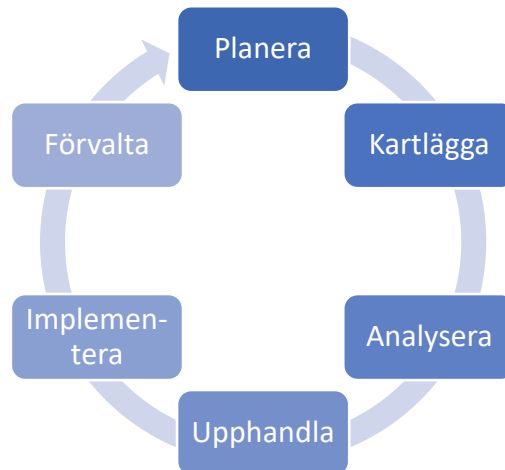 Planera
Kartlägga
Analysera
Upphandla
Implemen-
tera
Förvalta